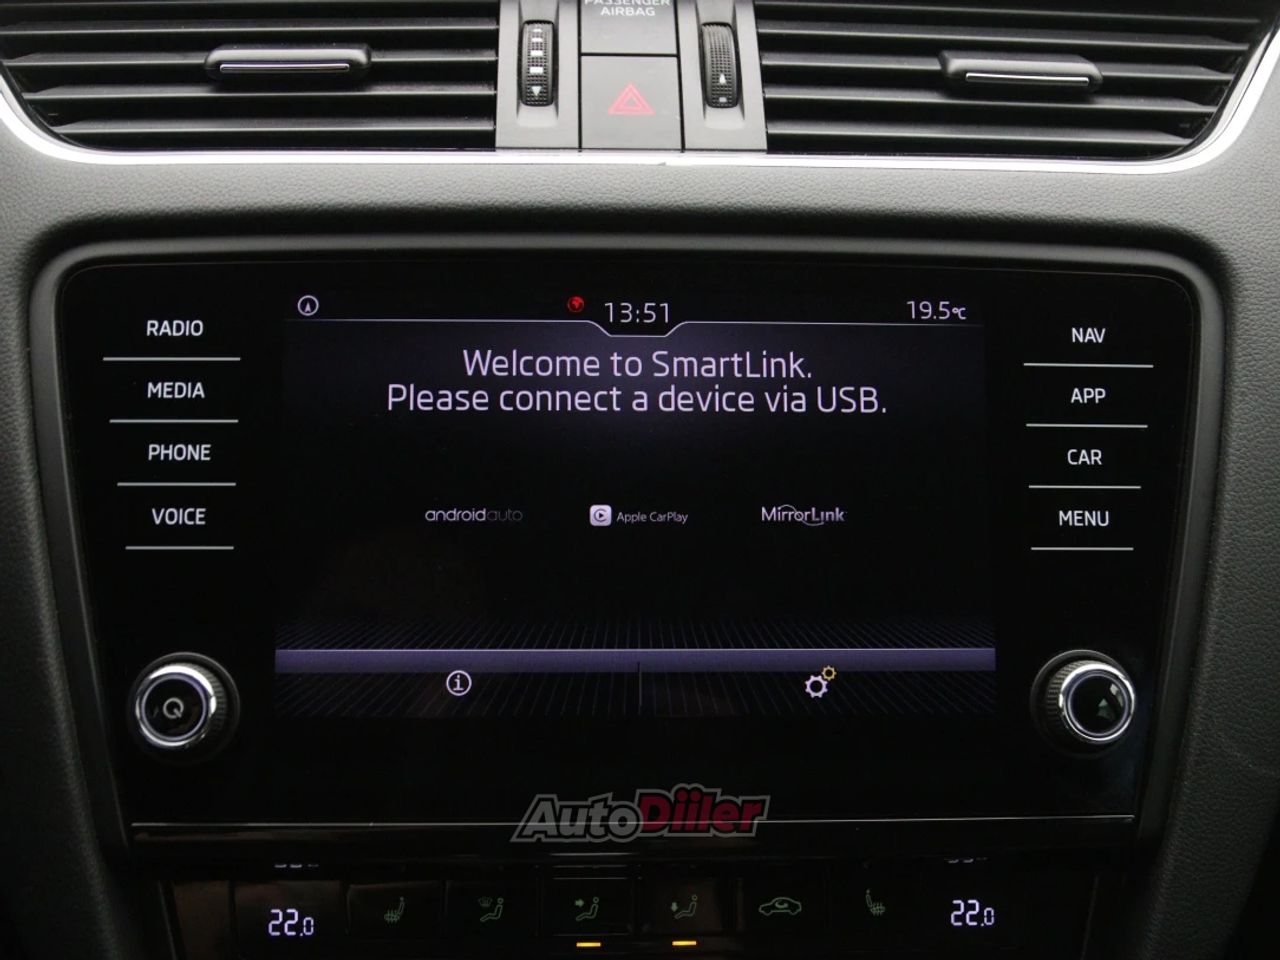 PASSENGER
AIRBAG
13:51
19.5°C
RADIO
NAV
Welcome to SmartLink.
Please connect a device via USB.
MEDIA
APP
PHONE
CAR
VOICE
androidauto
Apple CarPlay
MirrorLink
MENU
AutoDiiler
22.0
22.0